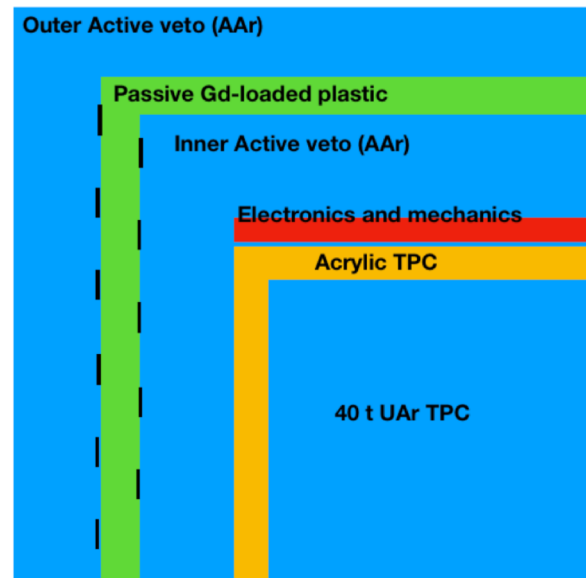 Outer Active veto (AAr)
Passive Gd-loaded plastic
Inner Active veto (AAr)
Electronics and mechanics
Acrylic TPC
40 t UAr TPC